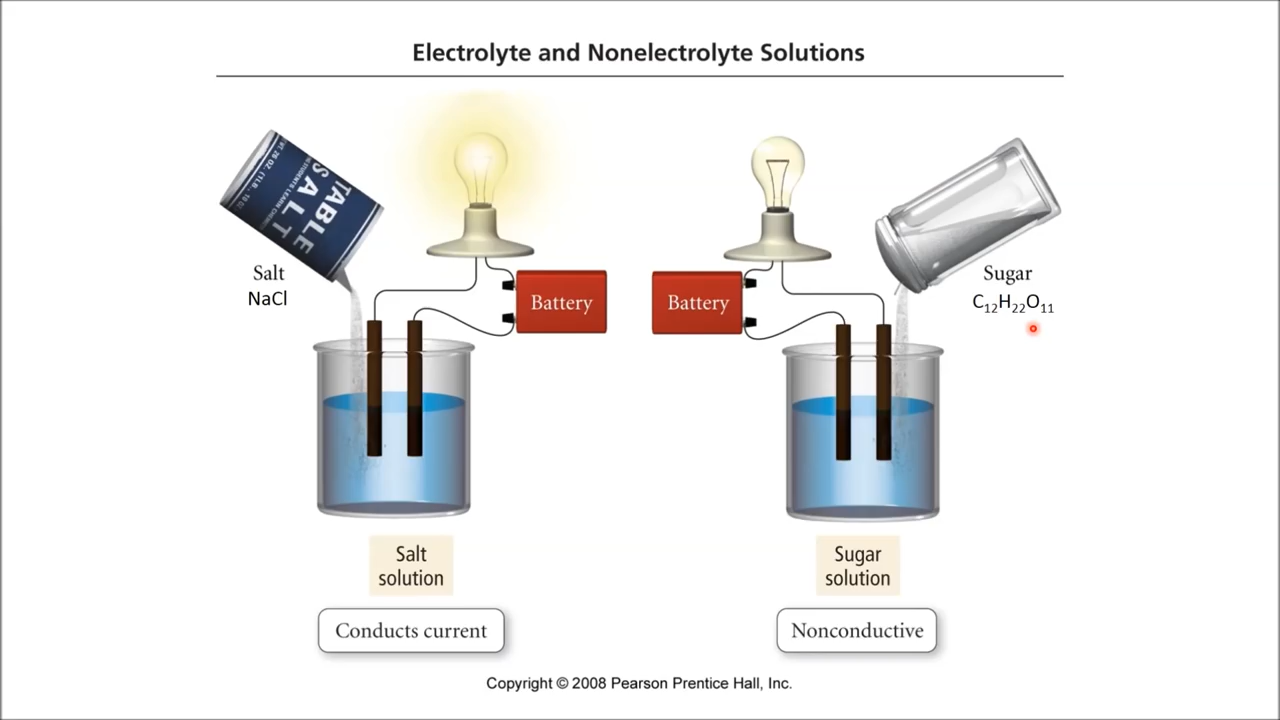 Electrolyte and Nonelectrolyte Solutions
TABLE
SALT
Salt
NaCl
Battery
Battery
Sugar
C₁₂H₂₂O₁₁
Salt
solution
Sugar
solution
Conducts current
Nonconductive
Copyright © 2008 Pearson Prentice Hall, Inc.